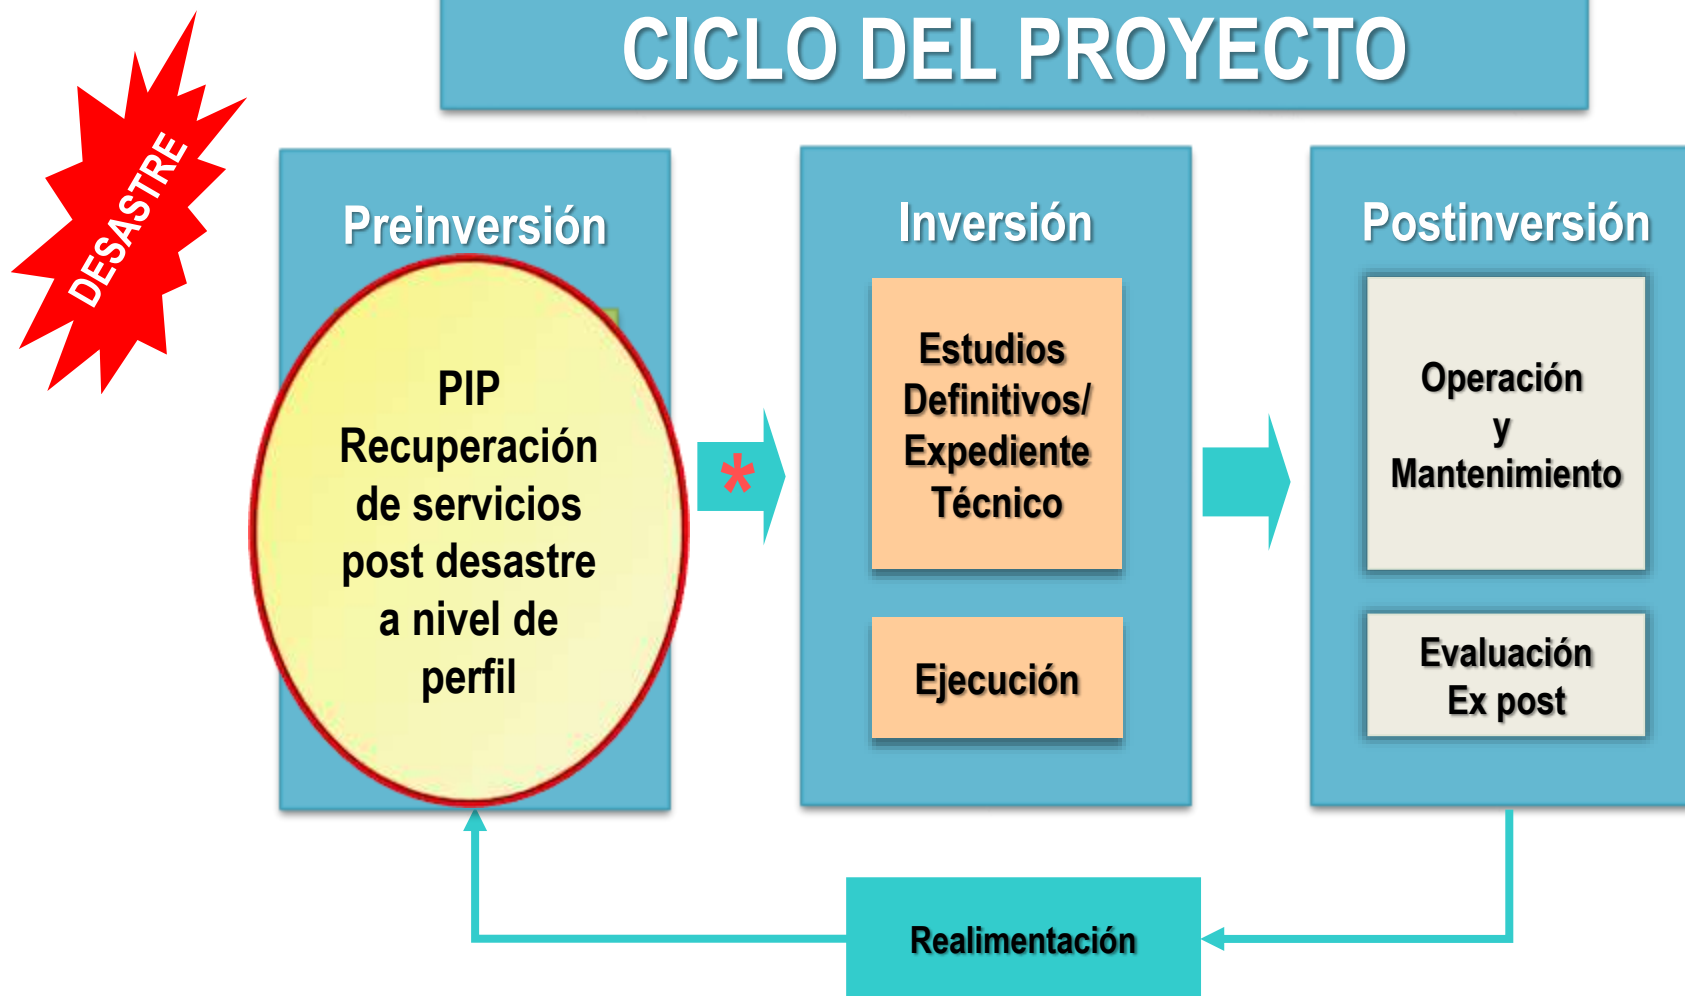 CICLO DEL PROYECTO
DESASTRE
Preinversión
PIP
Recuperación
de servicios
post desastre
a nivel de
perfil
*
Inversión
Estudios
Definitivos/
Expediente
Técnico
Ejecución
Postinversión
Operación
y
Mantenimiento
Evaluación
Ex post
Realimentación